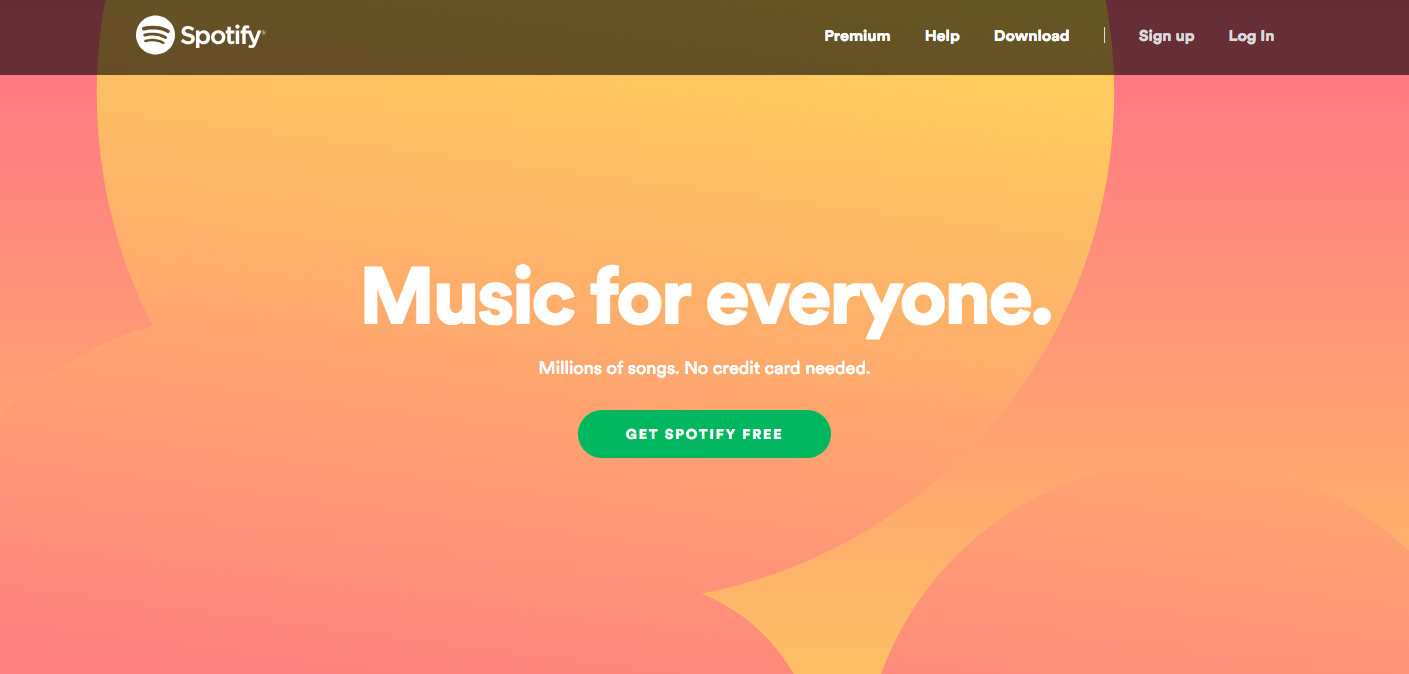 Spotify®
Premium Help Download | Sign up Log In
Music for everyone.
Millions of songs. No credit card needed.
GET SPOTIFY FREE